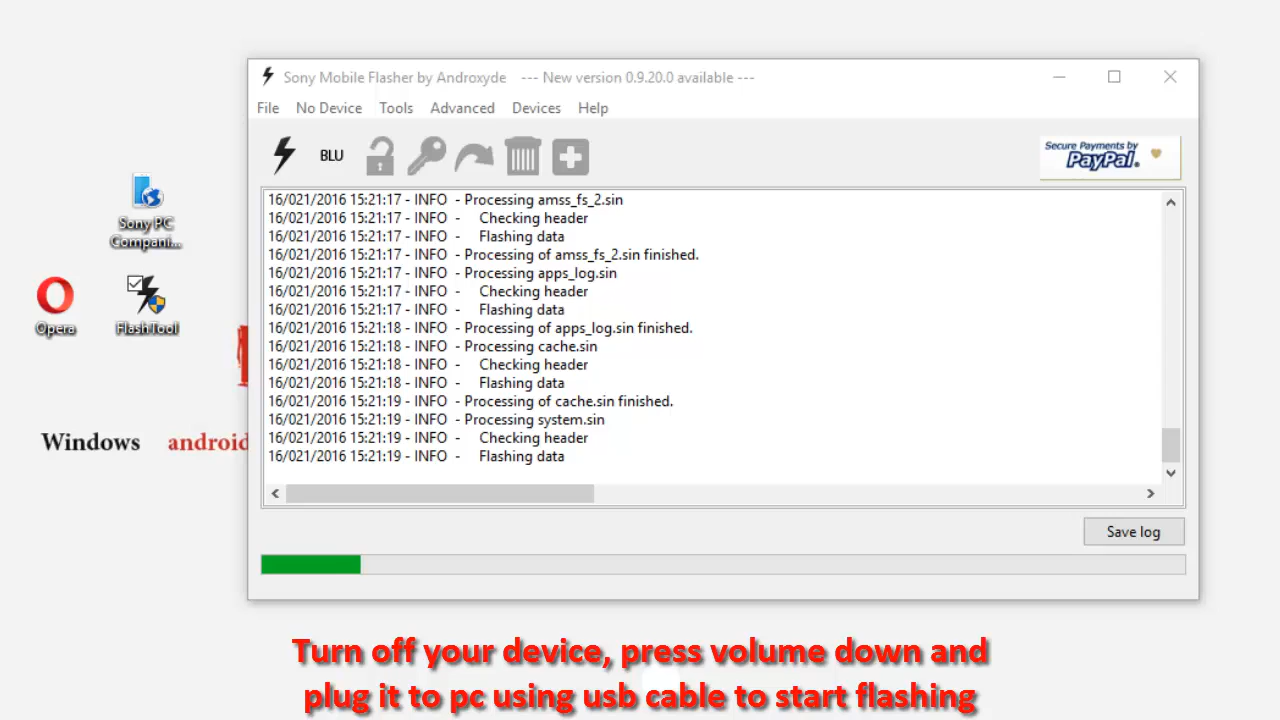 Sony Mobile Flasher by Androxyde --- New version 0.9.20.0 available ---
File No Device Tools Advanced Devices Help
BLU
Secure Payments by
PayPal.
16/021/2016 15:21:17 - INFO - Processing amss_fs_2.sin
16/021/2016 15:21:17 - INFO - Checking header
16/021/2016 15:21:17 - INFO - Flashing data
16/021/2016 15:21:17 - INFO - Processing of amss_fs_2.sin finished.
16/021/2016 15:21:17 - INFO - Processing apps_log.sin
16/021/2016 15:21:17 - INFO - Checking header
16/021/2016 15:21:17 - INFO - Flashing data
16/021/2016 15:21:18 - INFO - Processing of apps_log.sin finished.
16/021/2016 15:21:18 - INFO - Processing cache.sin
16/021/2016 15:21:18 - INFO - Checking header
16/021/2016 15:21:18 - INFO - Flashing data
16/021/2016 15:21:19 - INFO - Processing of cache.sin finished.
16/021/2016 15:21:19 - INFO - Processing system.sin
16/021/2016 15:21:19 - INFO - Checking header
16/021/2016 15:21:19 - INFO - Flashing data
Save log
Sony PC
Compani...
Opera
FlashTool
Windows android
Turn off your device, press volume down and
plug it to pc using usb cable to start flashing